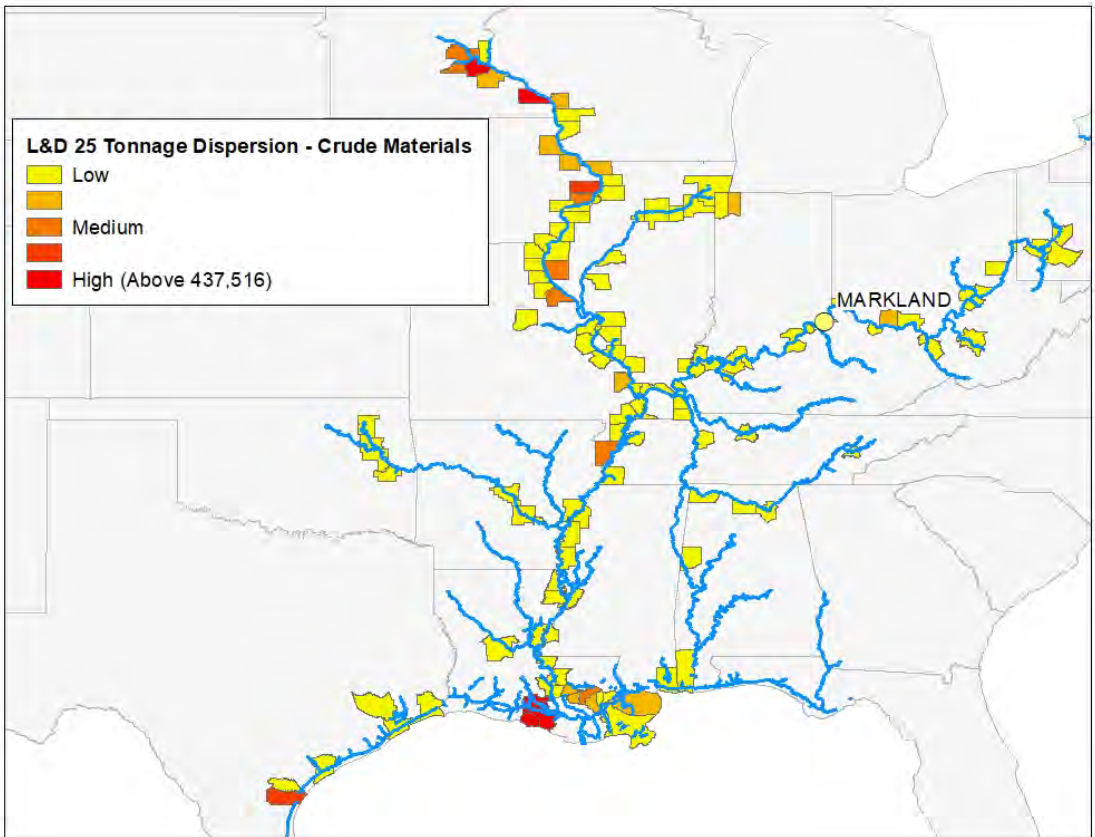 L&D 25 Tonnage Dispersion - Crude Materials
Low
Medium
High (Above 437,516)
MARKLAND